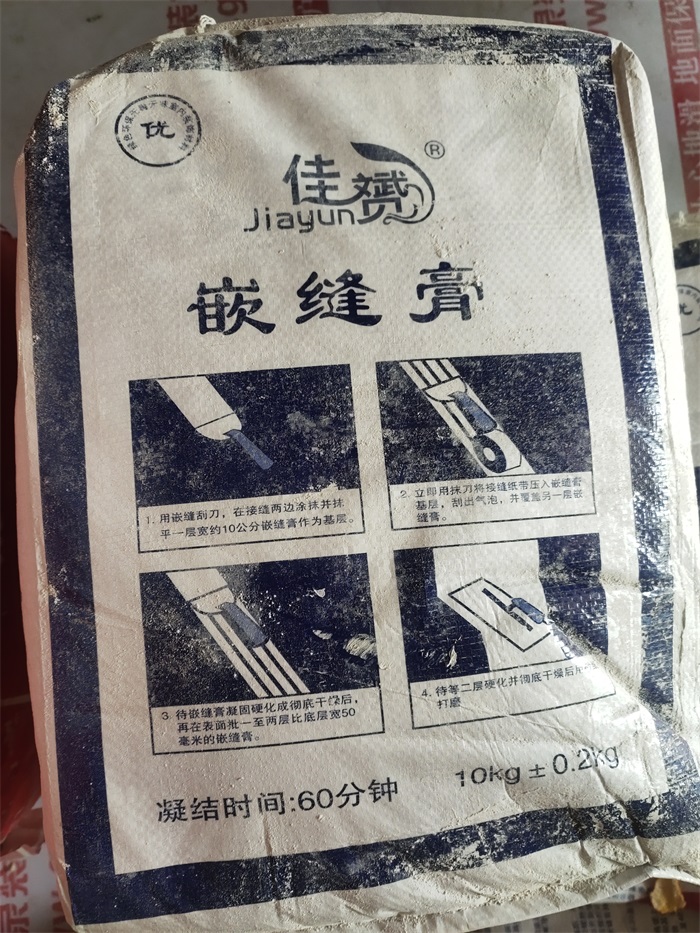 优
佳赟®
Jiayun
嵌缝膏
1. 用嵌缝刮刀，在接缝两边涂抹并抹
平一层宽约10公分嵌缝膏作为基层。
2. 立即用抹刀将接缝纸带压入嵌缝膏
基层，刮出气泡，并覆盖另一层嵌
缝膏。
3. 待嵌缝膏凝固硬化成彻底干燥后，
再在表面批一至两层比底层宽50
毫米的嵌缝膏。
4. 待等二层硬化并彻底干燥后用
打磨
凝结时间:60分钟
10kg±0.2kg